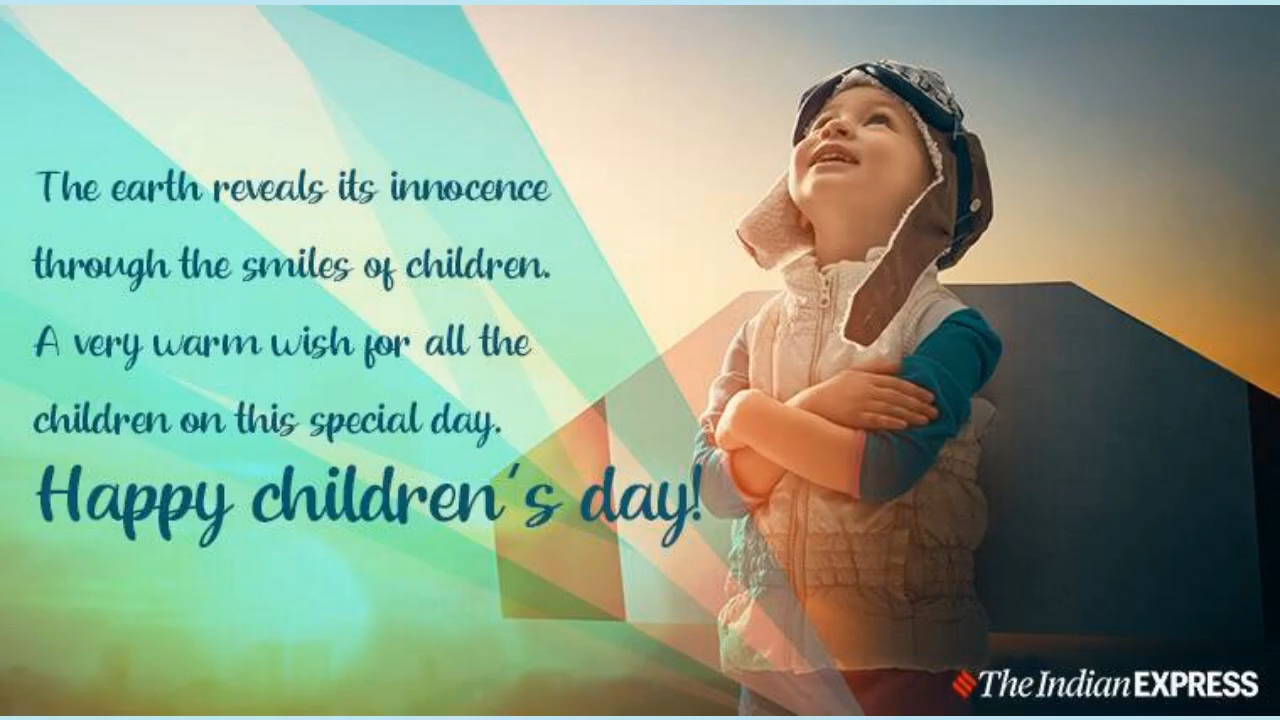 The earth reveals its innocence
through the smiles of children.
A very warm wish for all the
children on this special day.
Happy children's day!
The Indian EXPRESS